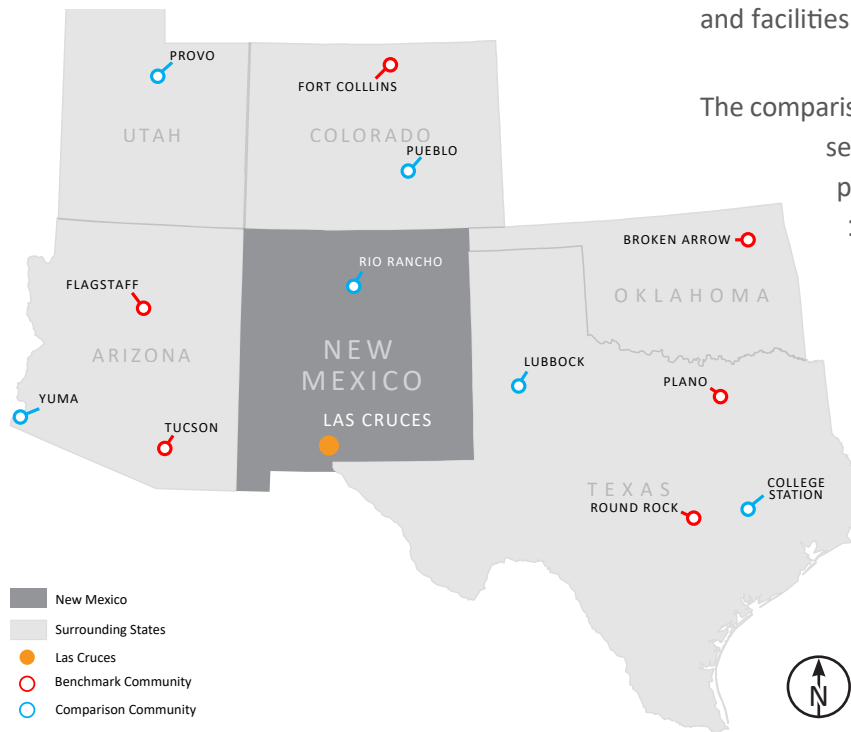 and facilities
The comparis
se
p
PROVO
FORT COLLLINS
UTAH
COLORADO
PUEBLO
BROKEN ARROW
RIO RANCHO
FLAGSTAFF
OKLAHOMA
ARIZONA
NEW
MEXICO
LUBBOCK
PLANO
YUMA
LAS CRUCES
TUCSON
TEXAS
COLLEGE
STATION
ROUND ROCK
New Mexico
Surrounding States
Las Cruces
Benchmark Community
Comparison Community
N